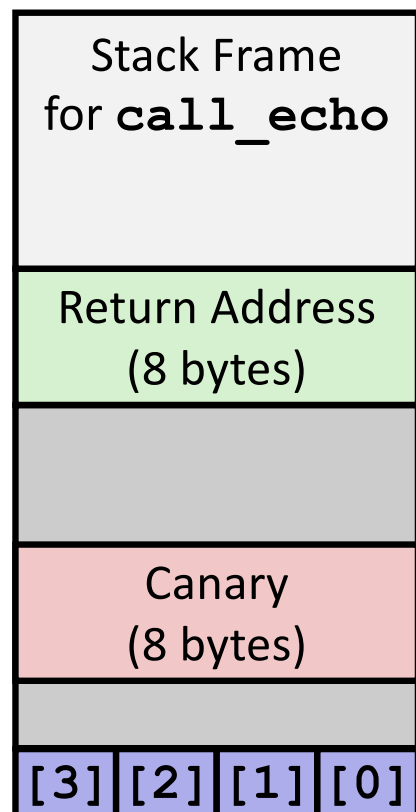 Stack Frame
for call_echo
Return Address
(8 bytes)
Canary
(8 bytes)
[3] [2] [1] [0]